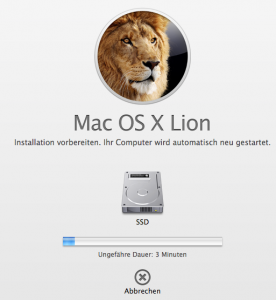 Mac OS X Lion
Installation vorbereiten. Ihr Computer wird automatisch neu gestartet.
SSD
Ungefähre Dauer: 3 Minuten
Abbrechen